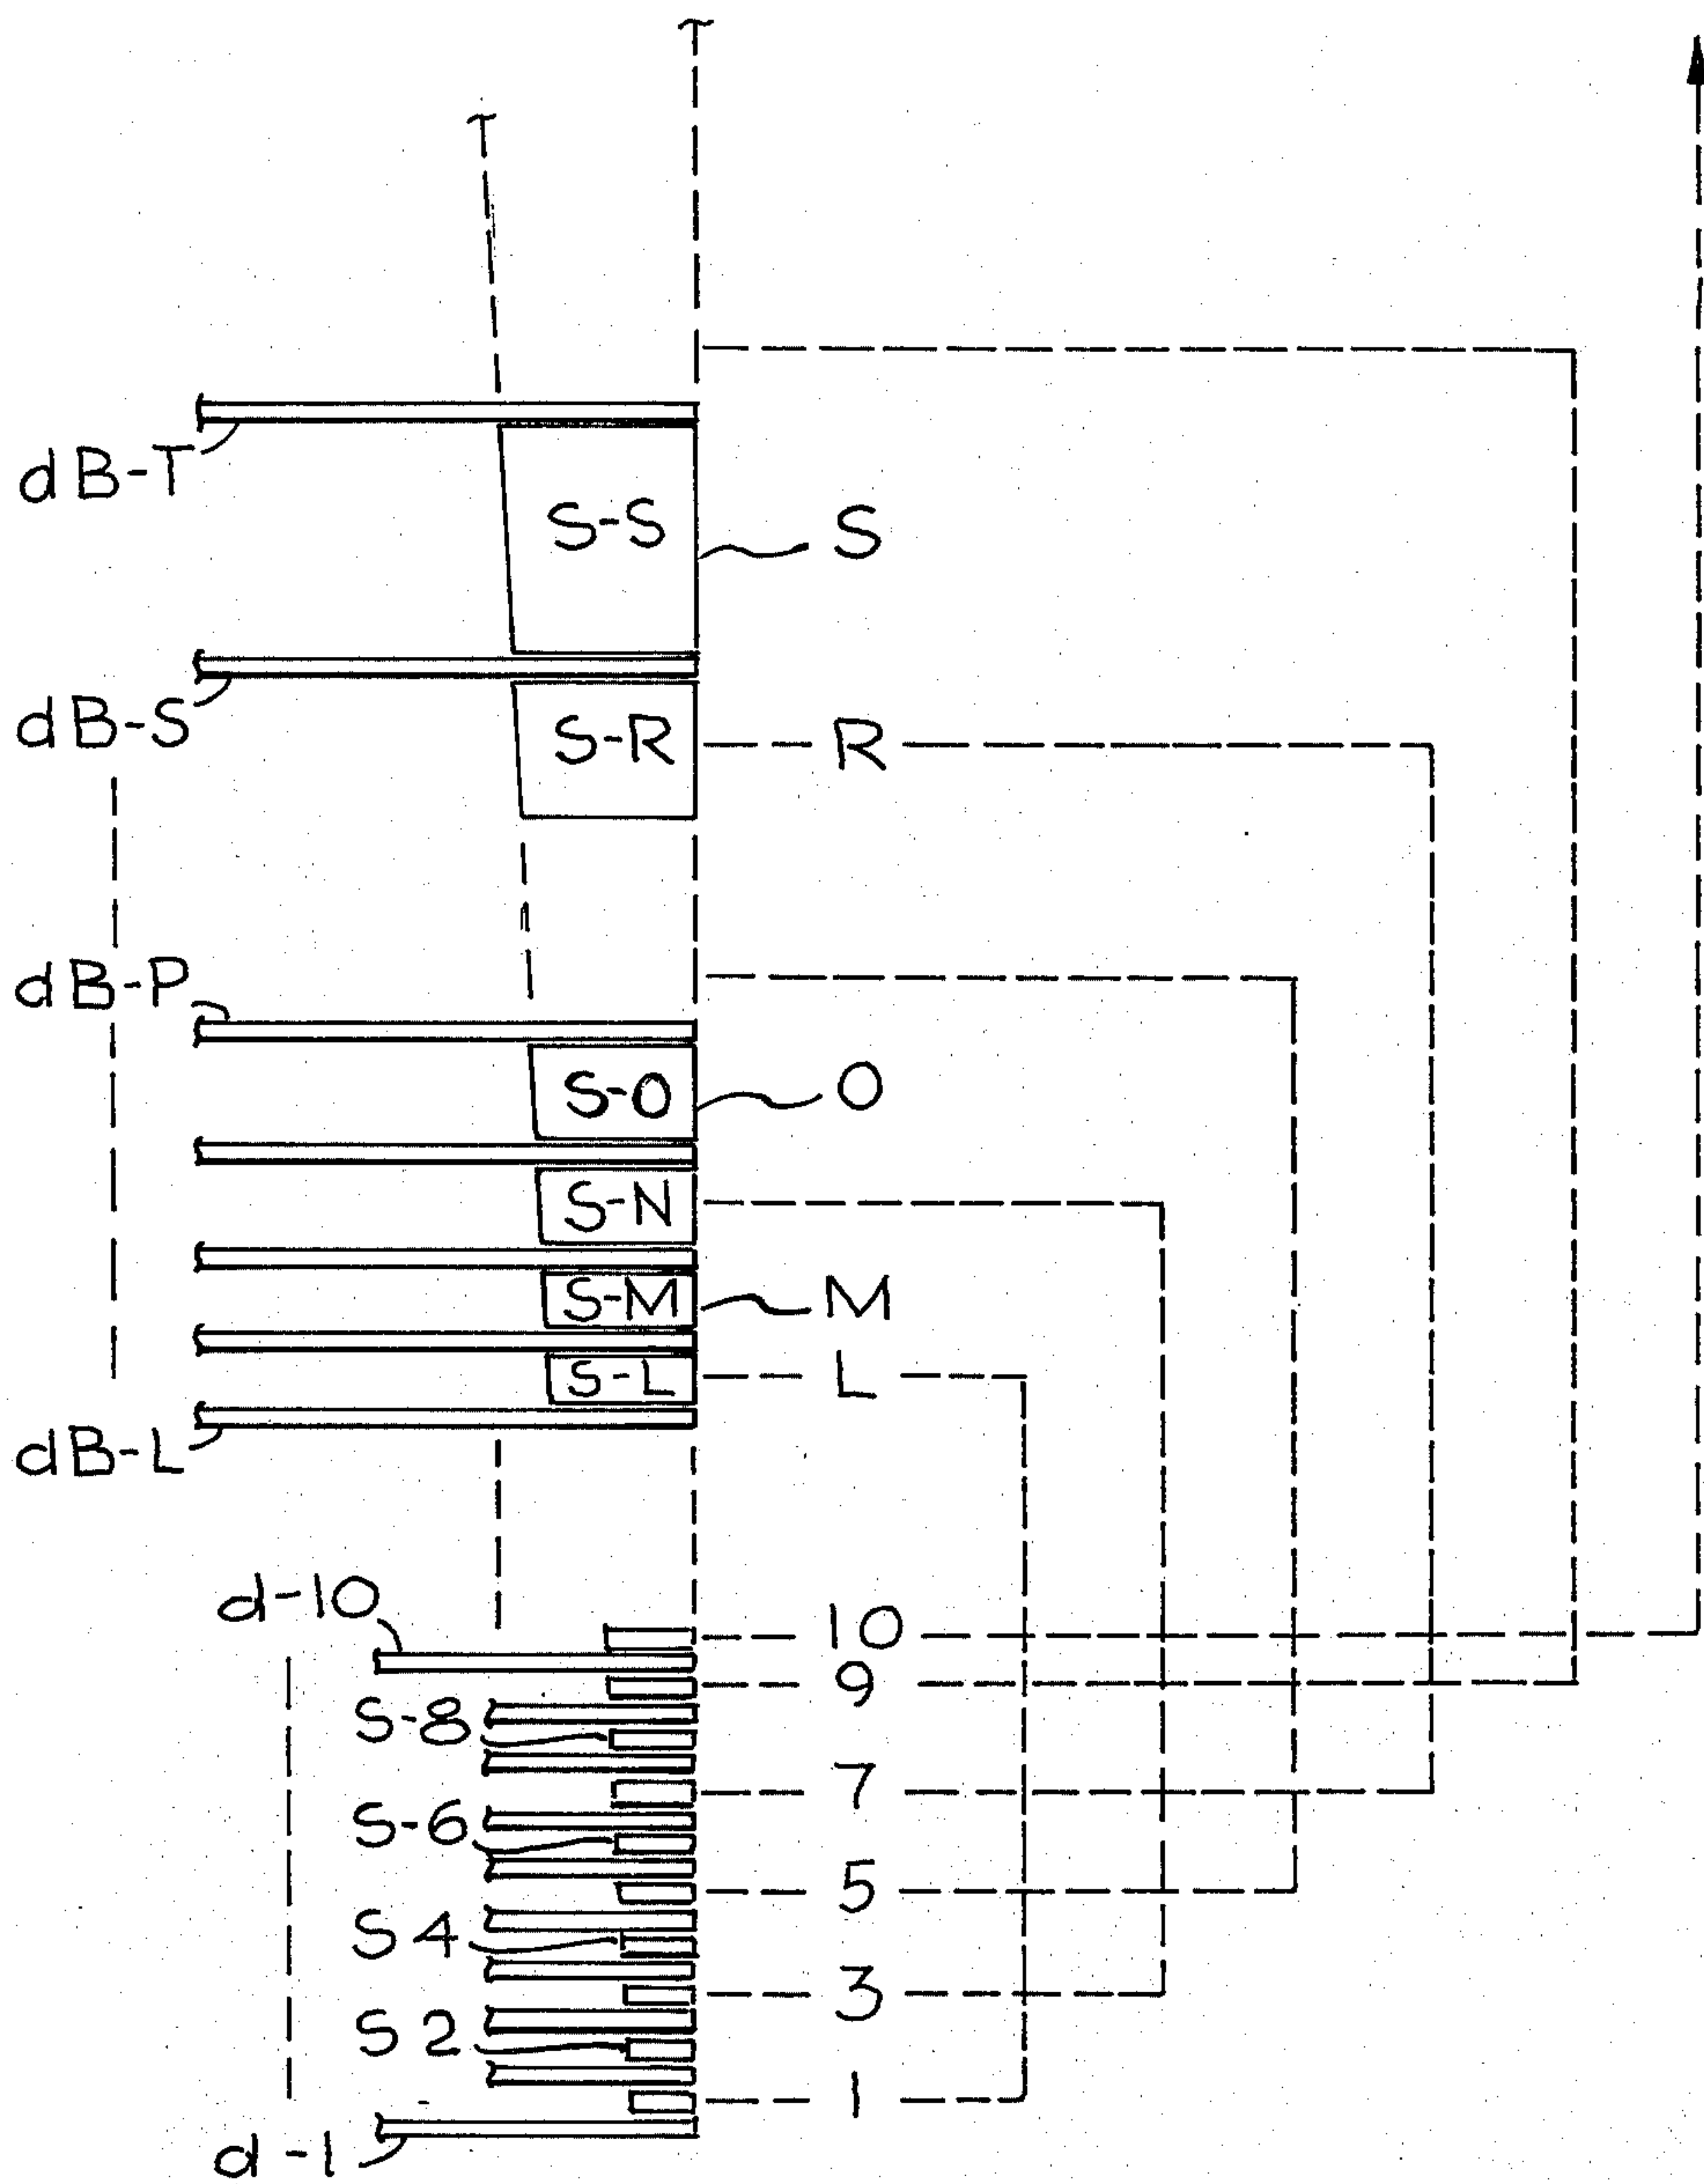 dB-T
S-S
S
dB-S
S-R
R
dB-P
S-O
O
S-N
S-M
M
S-L
L
dB-L
d-10
10
9
S-8
7
S-6
5
S4
3
S2
1
d-1